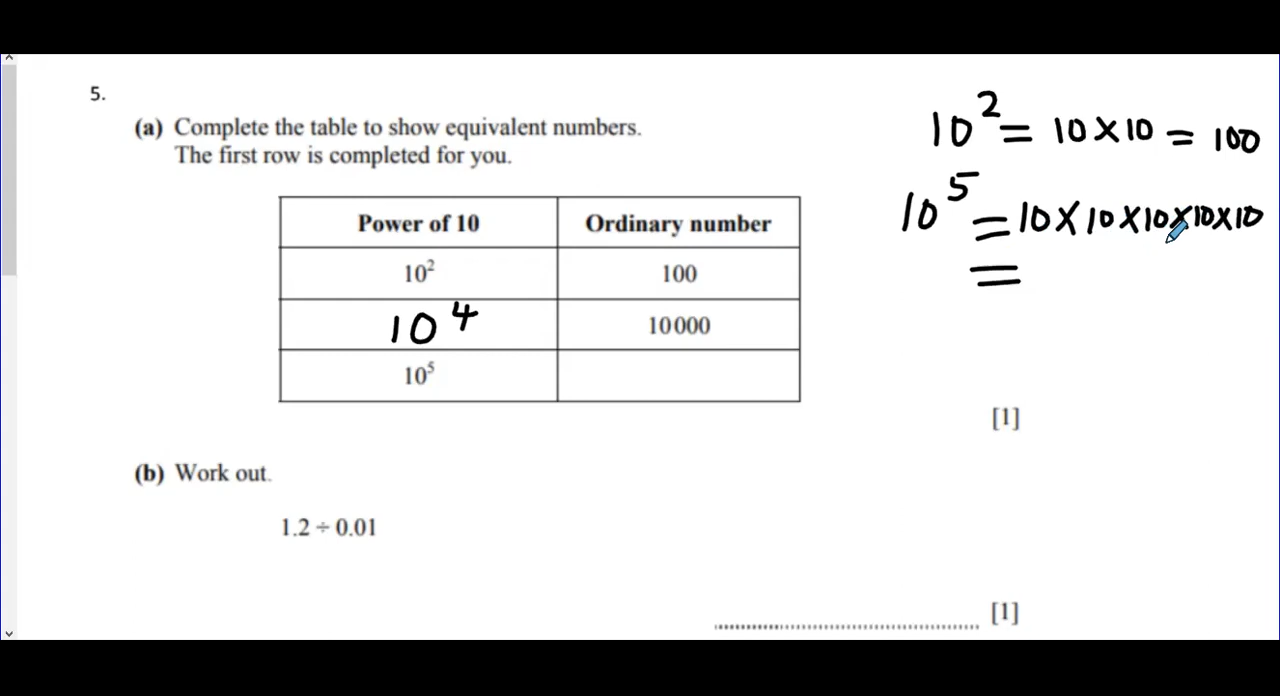 5.
(a) Complete the table to show equivalent numbers.
The first row is completed for you.
Power of 10 Ordinary number
10² 100
10⁴ 10 000
10⁵
[1]
(b) Work out.
1.2 ÷ 0.01
[1]
10² = 10 × 10 = 100
10⁵ = 10 × 10 × 10 × 10 × 10
=